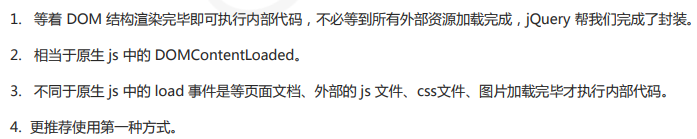 1. 等着 DOM 结构渲染完毕即可执行内部代码，不必等到所有外部资源加载完成，jQuery 帮我们完成了封装。
2. 相当于原生 js 中的 DOMContentLoaded。
3. 不同于原生 js 中的 load 事件是等页面文档、外部的 js 文件、css文件、图片加载完毕才执行内部代码。
4. 更推荐使用第一种方式。